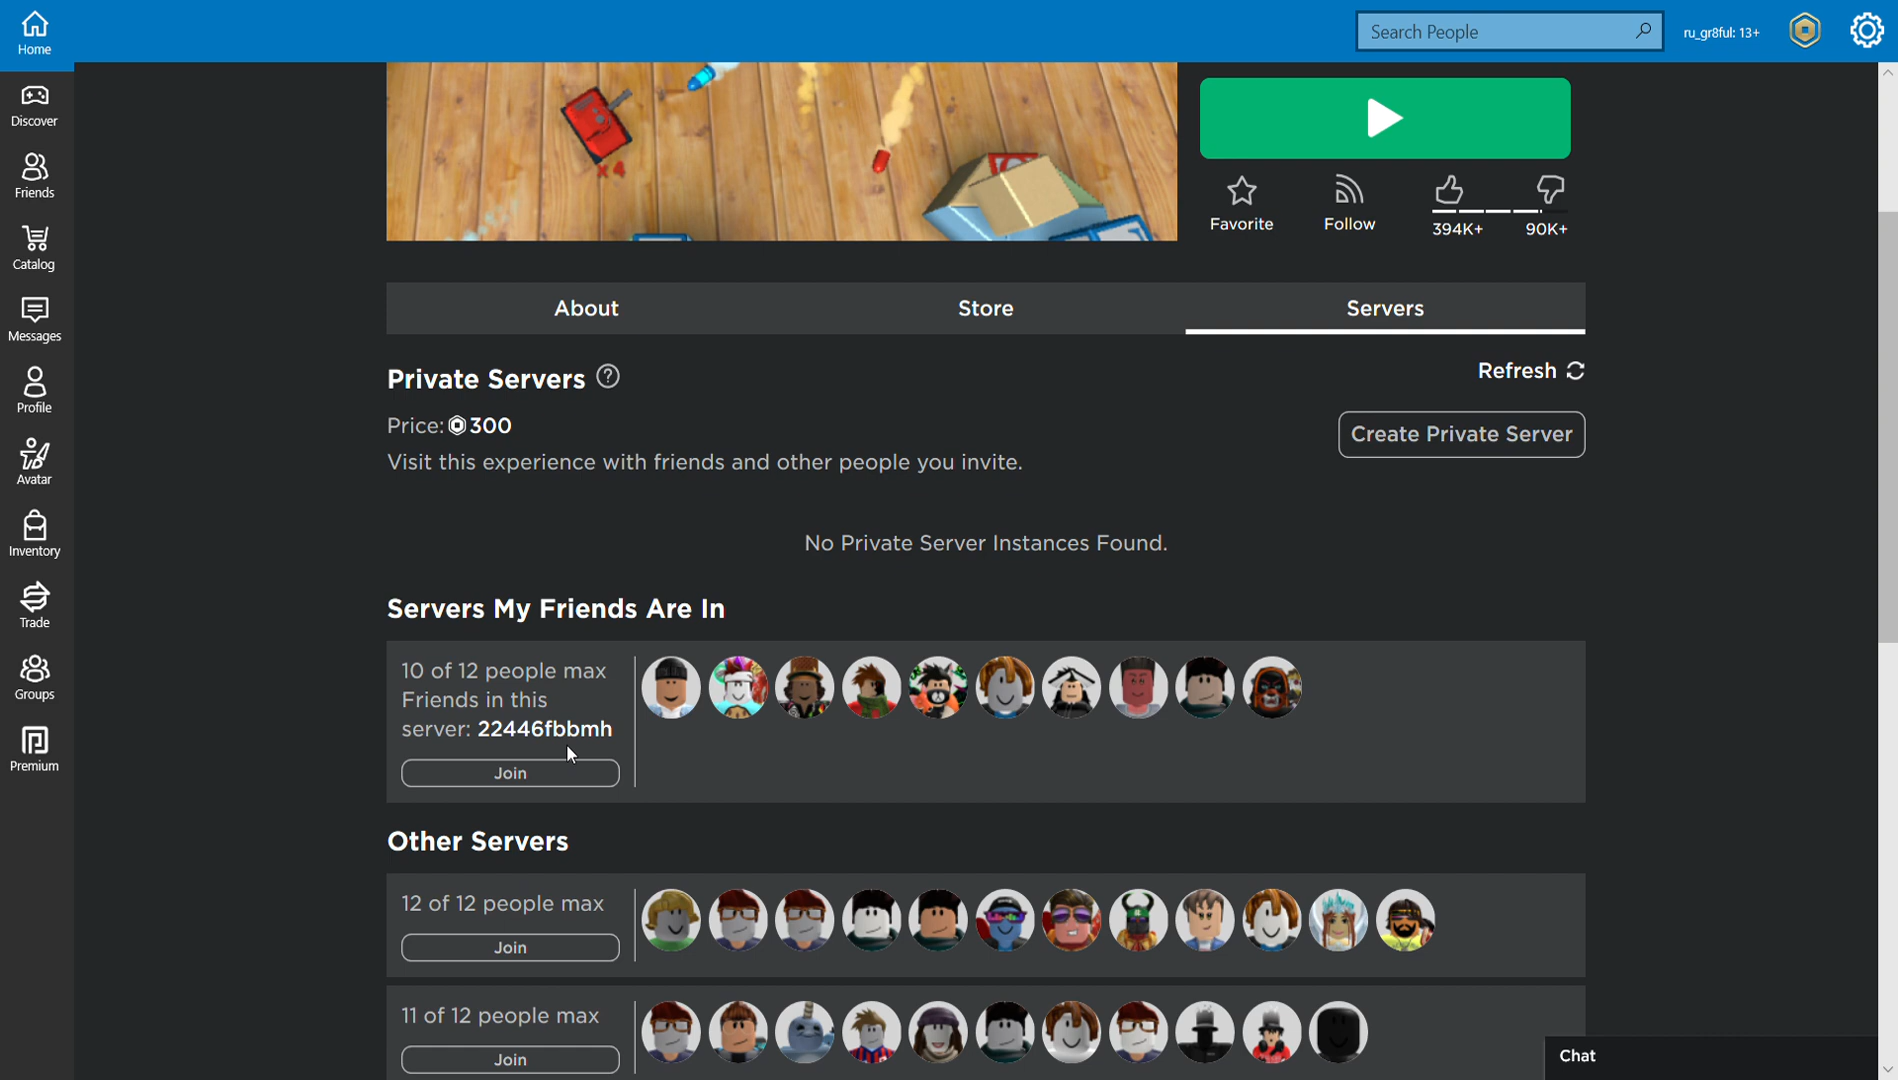 Home
Search People
ru_gr8ful: 13+
Discover
Friends
Catalog
Messages
Profile
Avatar
Inventory
Trade
Groups
Premium
x4
Favorite
Follow
394K+
90K+
About
Store
Servers
Private Servers
?
Refresh
Price: 300
Create Private Server
Visit this experience with friends and other people you invite.
No Private Server Instances Found.
Servers My Friends Are In
10 of 12 people max
Friends in this
server: 22446fbbmh
Join
Other Servers
12 of 12 people max
Join
11 of 12 people max
Join
Chat